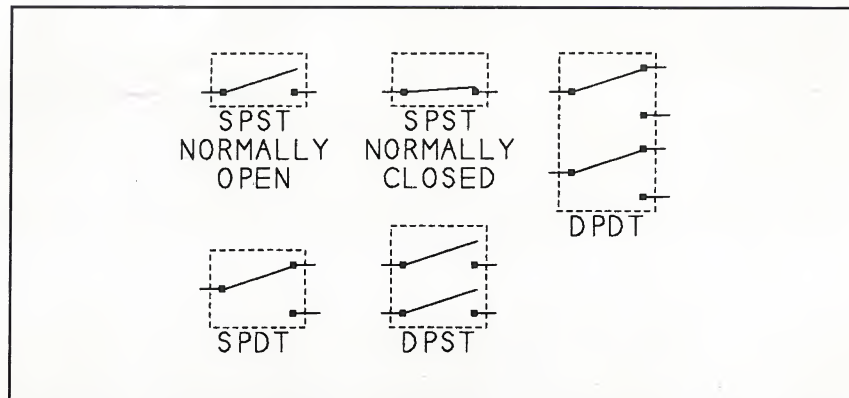 SPST
NORMALLY
OPEN
SPST
NORMALLY
CLOSED
DPDT
SPDT
DPST